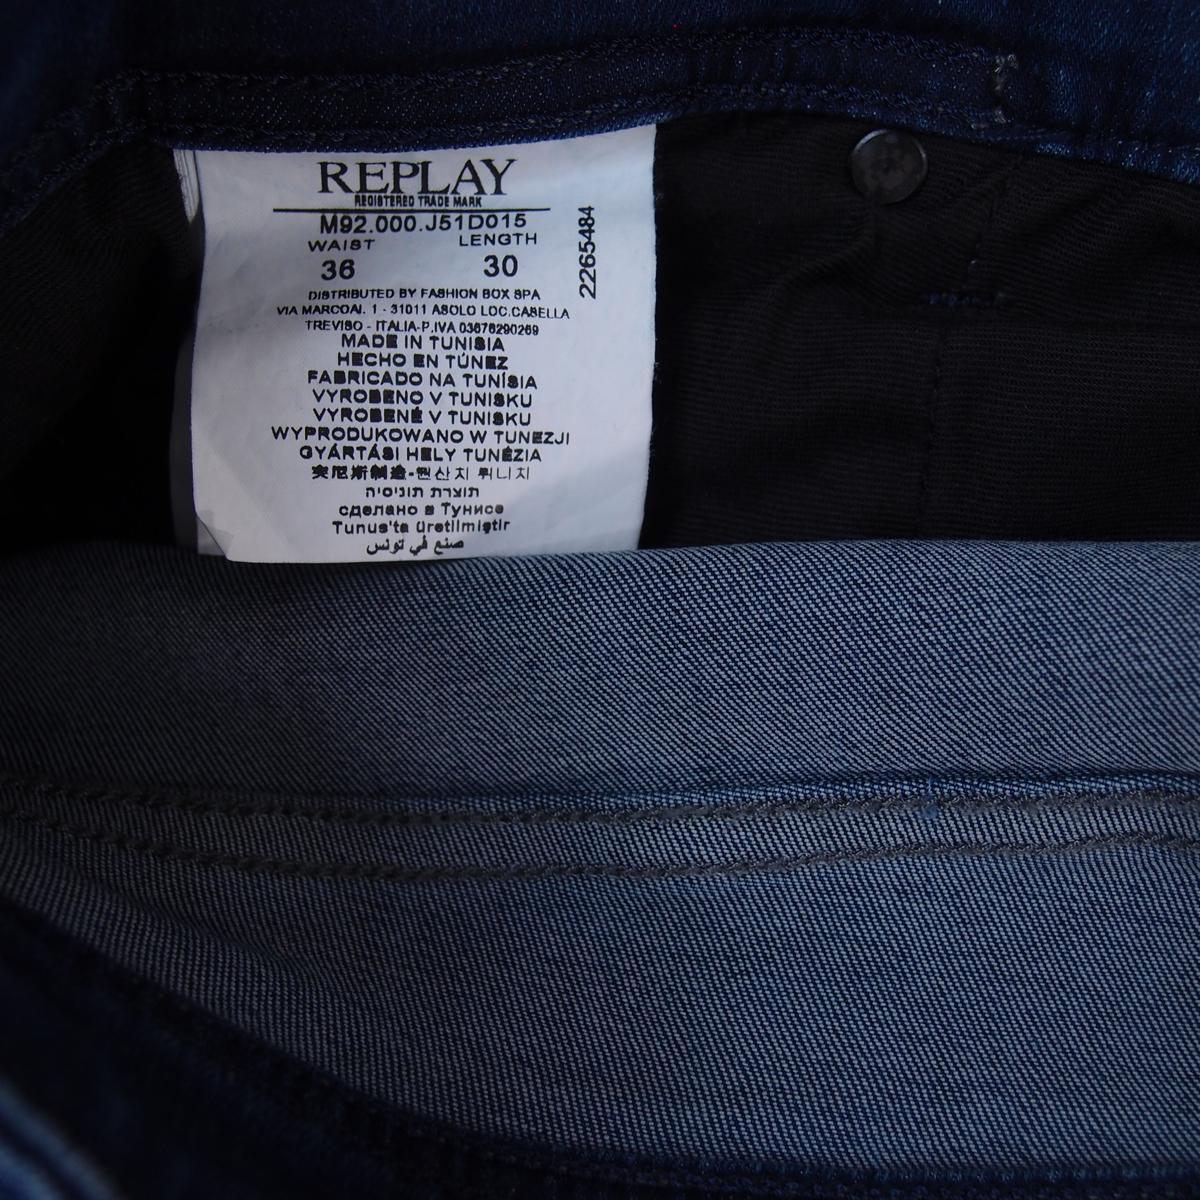 REPLAY
REGISTERED TRADE MARK
M92.000.J51D015
WAIST LENGTH
36 30
2265484
DISTRIBUTED BY FASHION BOX SPA
VIA MARCOAI. 1 - 31011 ASOLO LOC.CASELLA
TREVISO - ITALIA-P.IVA 03676290269
MADE IN TUNISIA
HECHO EN TÚNEZ
FABRICADO NA TUNÍSIA
VYROBENO V TUNISKU
VYROBENÉ V TUNISKU
WYPRODUKOWANO W TUNEZJI
GYÁRTÁSI HELY TUNÉZIA
突尼斯制造-원산지 튀니지
תוצרת תוניסיה
сделано в Тунисе
Tunus'ta üretilmiştir
صنع في تونس